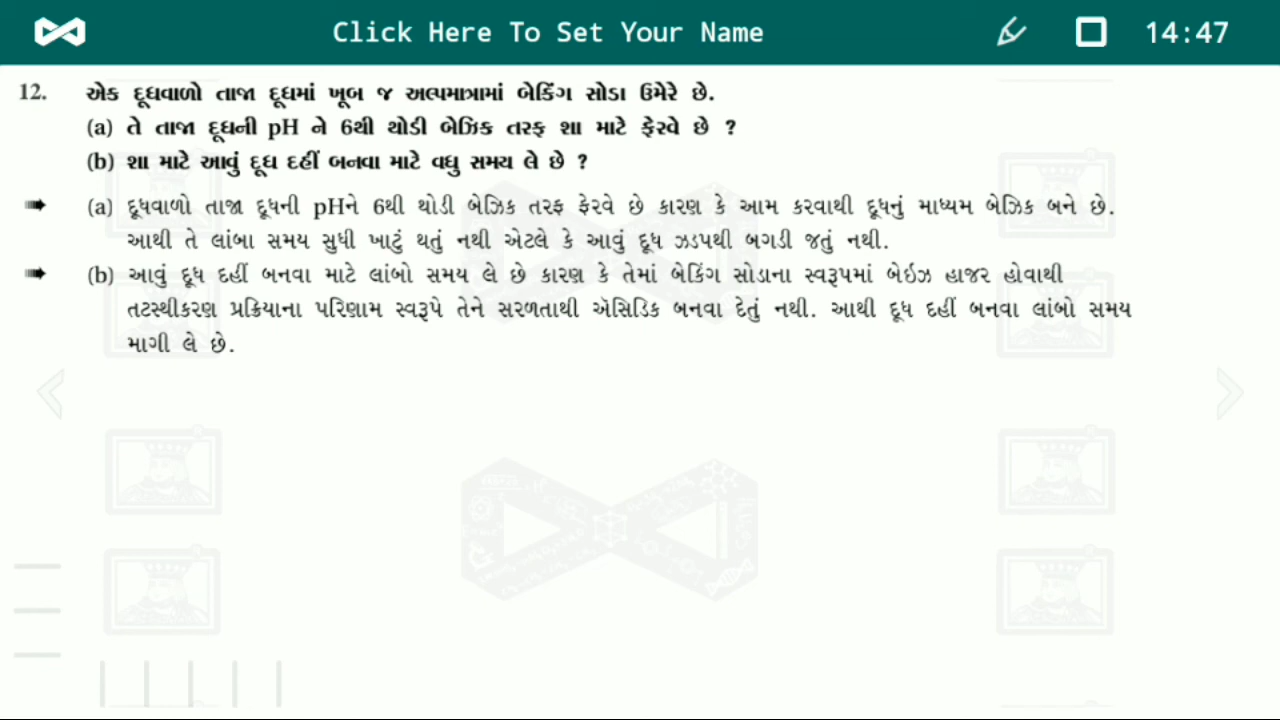 Click Here To Set Your Name
14:47
12. એક દૂધવાળો તાજા દૂધમાં ખૂબ જ અલ્પમાત્રામાં બેકિંગ સોડા ઉમેરે છે.
(a) તે તાજા દૂધની pH ને 6થી થોડી બેઝિક તરફ શા માટે ફેરવે છે ?
(b) શા માટે આવું દૂધ દહીં બનવા માટે વધુ સમય લે છે ?
(a) દૂધવાળો તાજા દૂધની pHને 6થી થોડી બેઝિક તરફ ફેરવે છે કારણ કે આમ કરવાથી દૂધનું માધ્યમ બેઝિક બને છે.
આથી તે લાંબા સમય સુધી ખાટું થતું નથી એટલે કે આવું દૂધ ઝડપથી બગડી જતું નથી.
(b) આવું દૂધ દહીં બનવા માટે લાંબો સમય લે છે કારણ કે તેમાં બેકિંગ સોડાના સ્વરૂપમાં બેઇઝ હાજર હોવાથી
તટસ્થીકરણ પ્રક્રિયાના પરિણામ સ્વરૂપે તેને સરળતાથી ઍસિડિક બનવા દેતું નથી. આથી દૂધ દહીં બનવા લાંબો સમય
માગી લે છે.